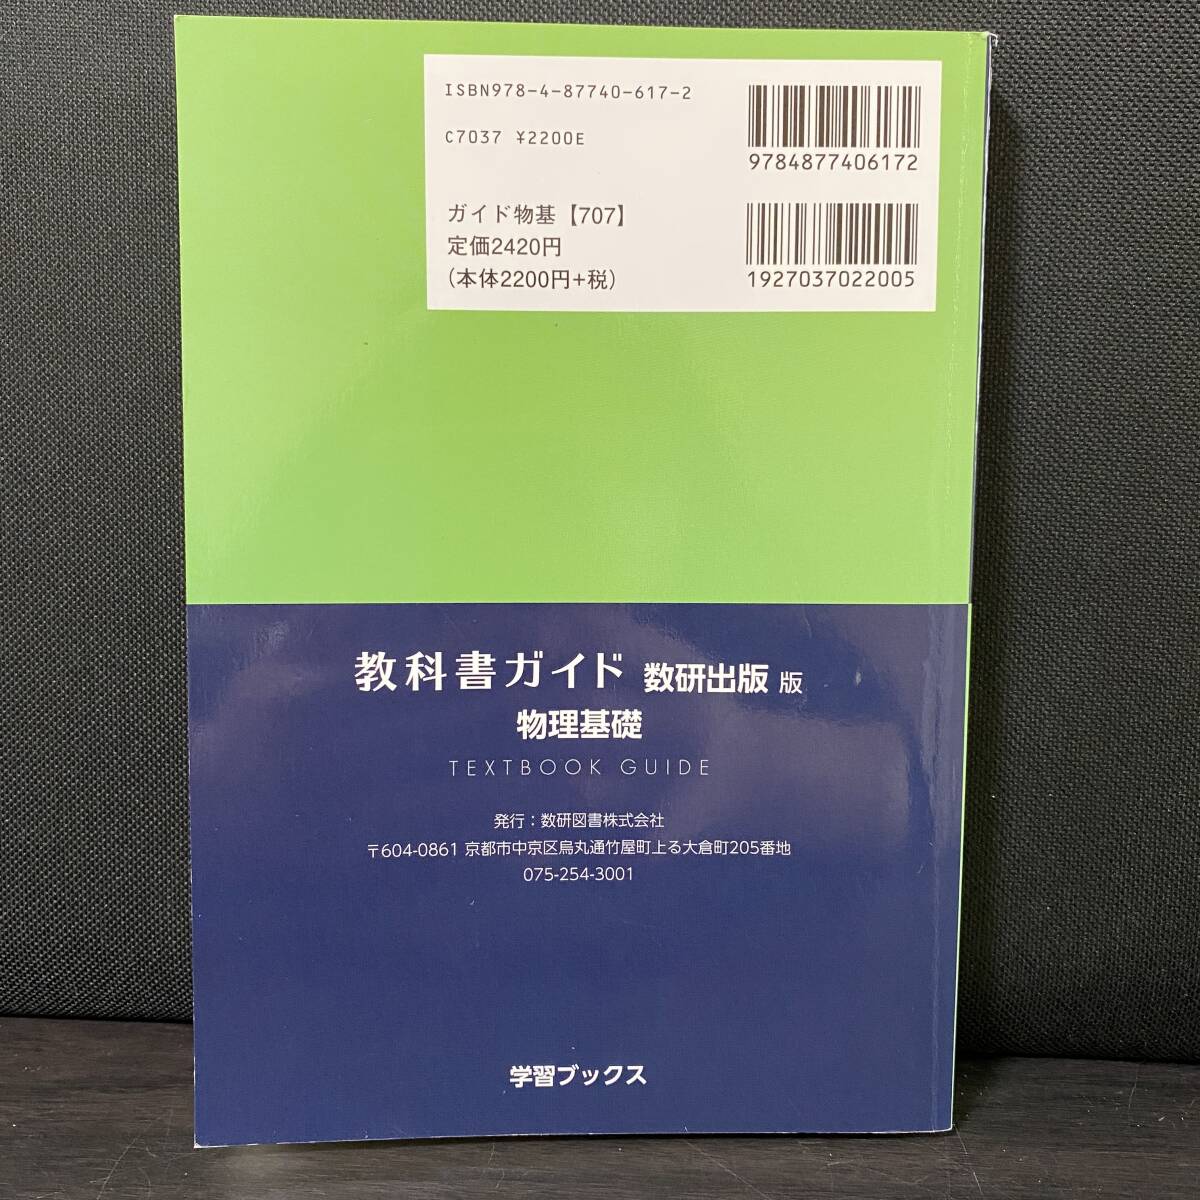 ISBN978-4-87740-617-2
C7037 ¥2200E
9784877406172
ガイド物基【707】
定価2420円
(本体2200円+税)
1927037022005
教科書ガイド 数研出版 版
物理基礎
TEXTBOOK GUIDE
発行:数研図書株式会社
〒604-0861 京都市中京区烏丸通竹屋町上る大倉町205番地
075-254-3001
学習ブックス